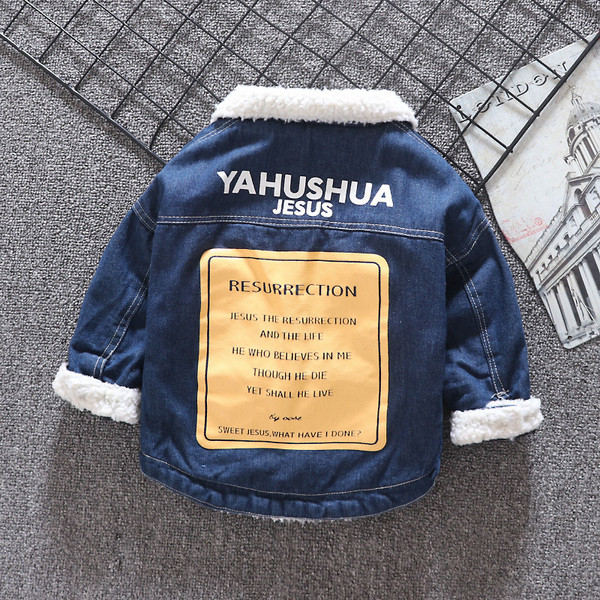 LONDON
YAHUSHUA
JESUS
RESURRECTION
JESUS THE RESURRECTION
AND THE LIFE
HE WHO BELIEVES IN ME
THOUGH HE DIE
YET SHALL HE LIVE
SWEET JESUS,WHAT HAVE I DONE?